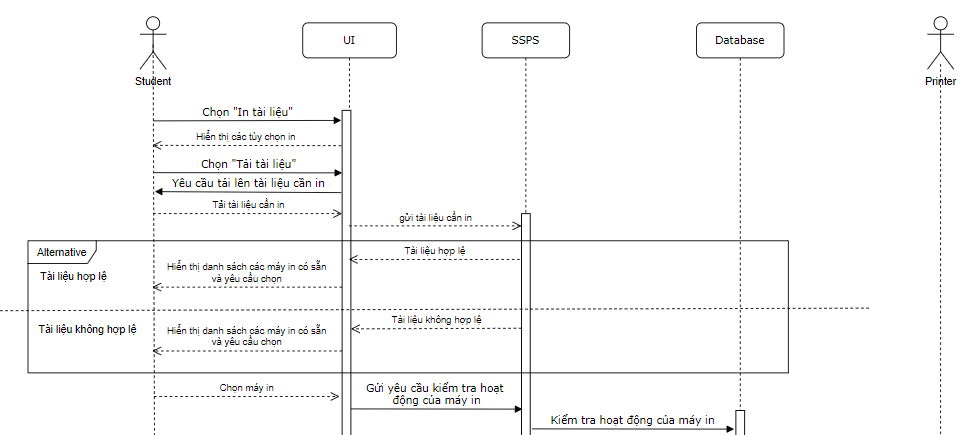 UI
SSPS
Database
Student
Printer
Chọn "In tài liệu"
Hiển thị các tùy chọn in
Chọn "Tải tài liệu"
Yêu cầu tải lên tài liệu cần in
Tải tài liệu cần in
gửi tài liệu cần in
Alternative
Tài liệu hợp lệ
Tài liệu hợp lệ
Hiển thị danh sách các máy in có sẵn
và yêu cầu chọn
Tải liệu không hợp lệ
Tài liệu không hợp lệ
Hiển thị danh sách các máy in có sẵn
và yêu cầu chọn
Chọn máy in
Gửi yêu cầu kiểm tra hoạt
động của máy in
Kiểm tra hoạt động của máy in